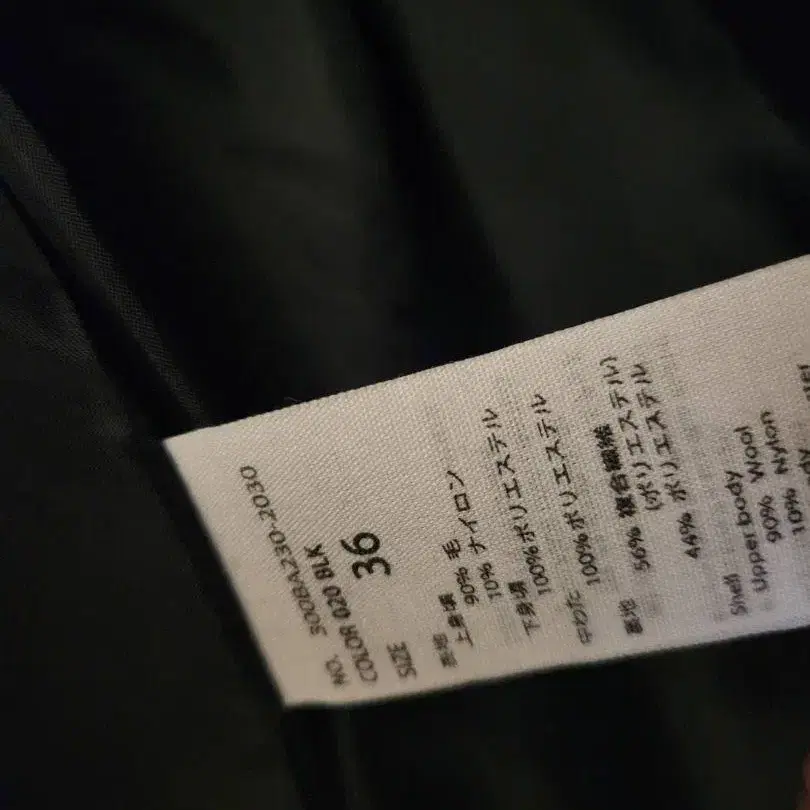 NO. 300BA230-2030
COLOR 020 BLK
SIZE 36
表地
上身頃
90% 毛
10% ナイロン
下身頃
100% ポリエステル
中わた
100% ポリエステル
裏地
56% 複合繊維
(ポリエステル)
44% ポリエステル
Shell
Upper body
90% Wool
10% Nylon